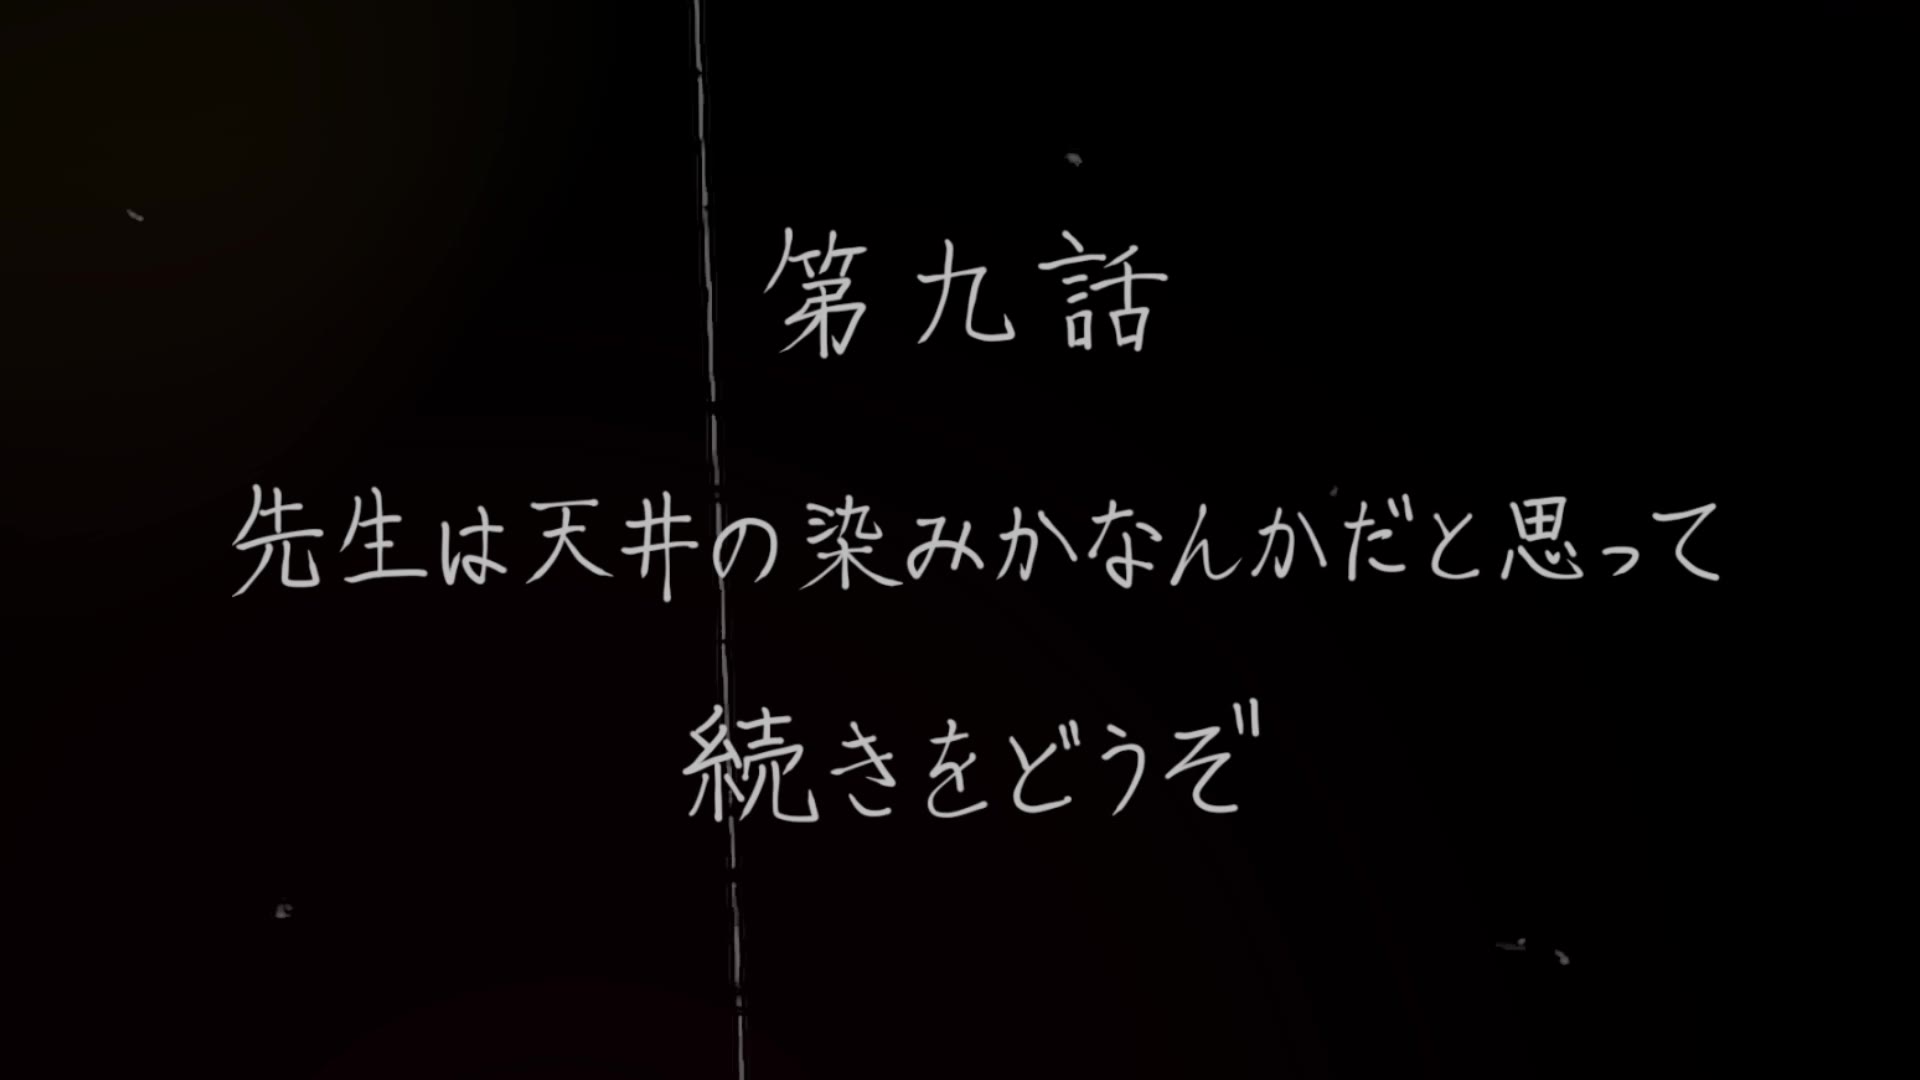 第九話
先生は天井の染みかなんかだと思って
続きをどうぞ